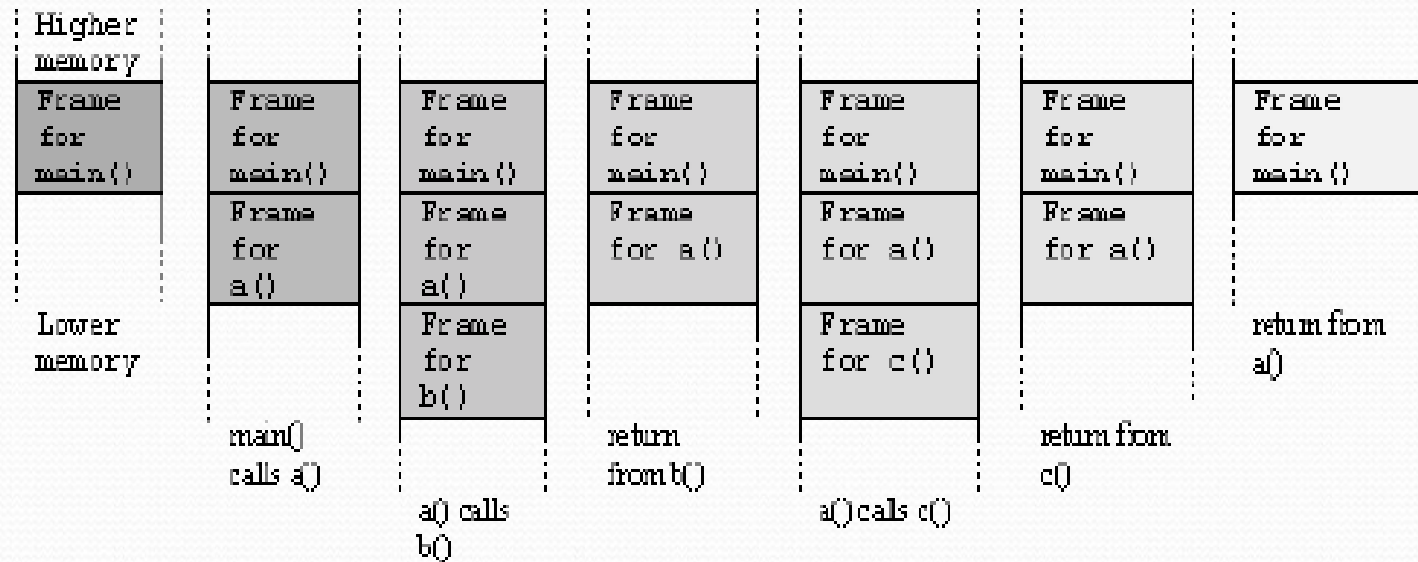 Higher
memory
Frame
for
main()
Lower
memory
Frame
for
main()
Frame
for
a()
main()
calls a()
Frame
for
main()
Frame
for
a()
Frame
for
b()
a() calls
b()
Frame
for
main()
Frame
for a()
return
from b()
Frame
for
main()
Frame
for a()
Frame
for c()
a() calls c()
Frame
for
main()
Frame
for a()
return from
c()
Frame
for
main()
return from
a()